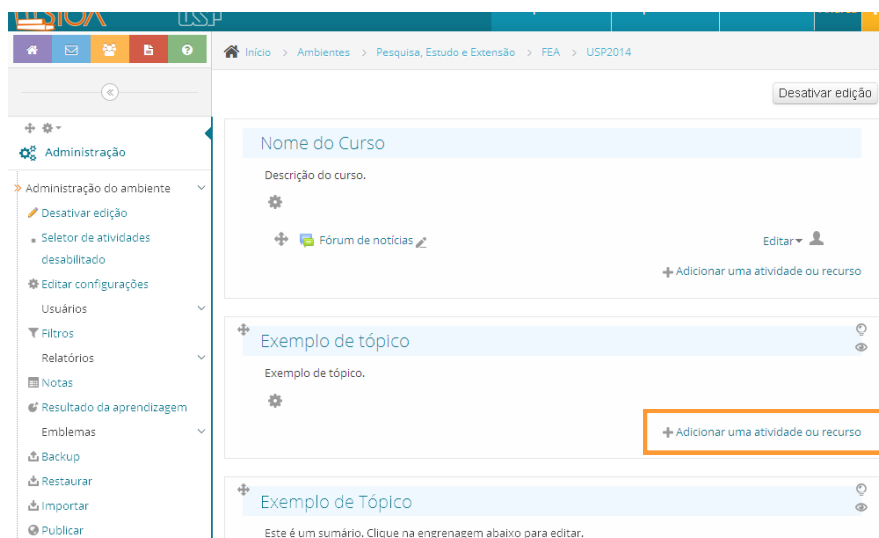 USP
Início > Ambientes > Pesquisa, Estudo e Extensão > FEA > USP2014
Desativar edição
Administração
Administração do ambiente
Desativar edição
Seletor de atividades
desabilitado
Editar configurações
Usuários
Filtros
Relatórios
Notas
Resultado da aprendizagem
Emblemas
Backup
Restaurar
Importar
Publicar
Nome do Curso
Descrição do curso.
Fórum de notícias
Editar
Adicionar uma atividade ou recurso
Exemplo de tópico
Exemplo de tópico.
Adicionar uma atividade ou recurso
Exemplo de Tópico
Este é um sumário. Clique na engrenagem abaixo para editar.